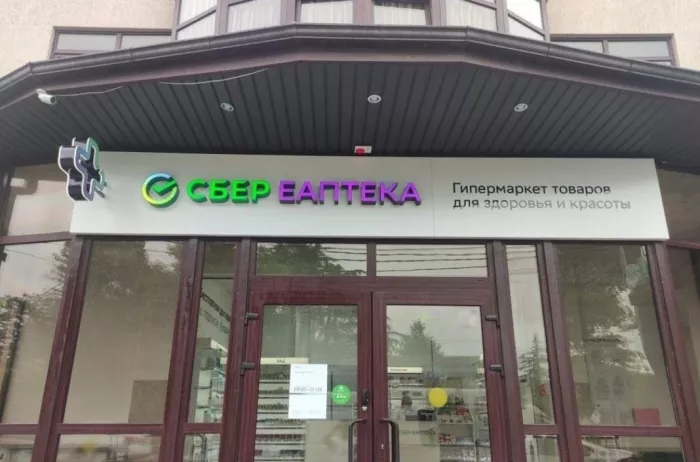 СБЕР ЕАПТЕКА
Гипермаркет товаров
для здоровья и красоты